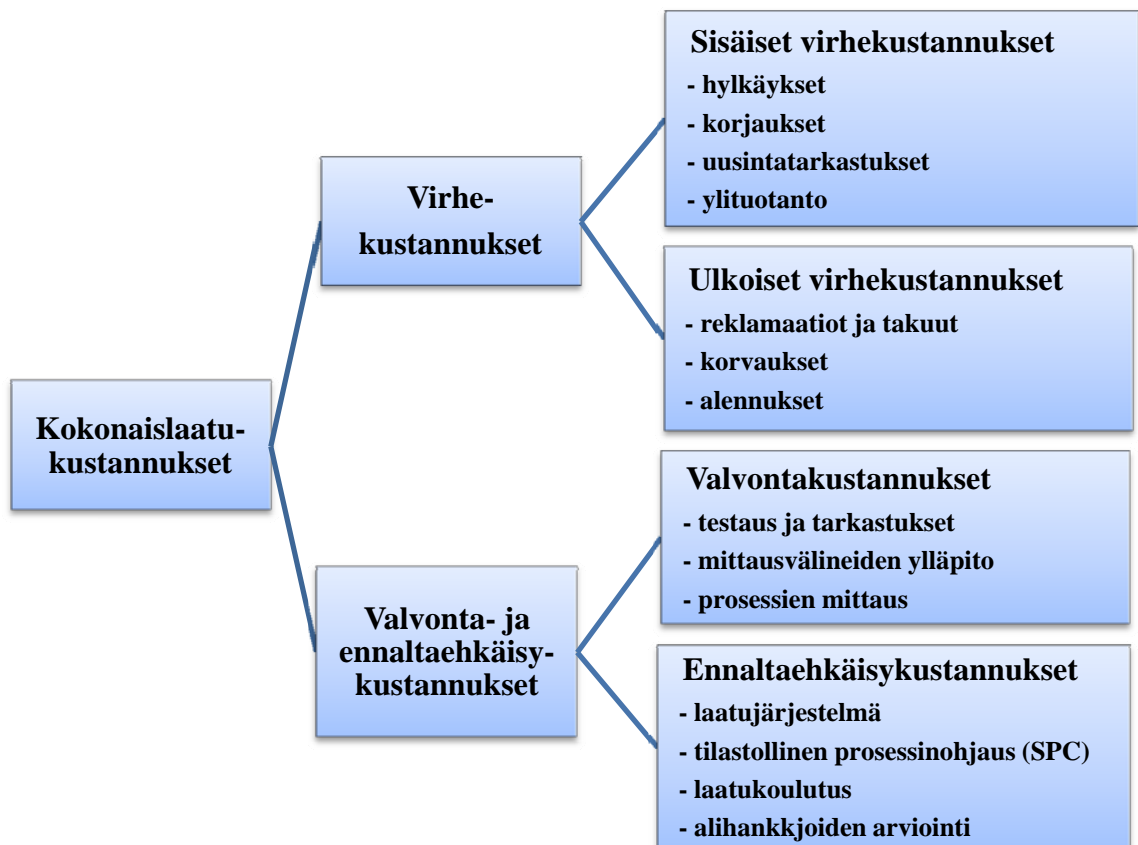 Sisäiset virhekustannukset
- hylkäykset
- korjaukset
- uusintatarkastukset
- ylituotanto
Virhe-
kustannukset
Ulkoiset virhekustannukset
- reklamaatiot ja takuut
- korvaukset
- alennukset
Kokonaislaatu-
kustannukset
Valvontakustannukset
- testaus ja tarkastukset
- mittausvälineiden ylläpito
- prosessien mittaus
Valvonta- ja
ennaltaehkäisy-
kustannukset
Ennaltaehkäisykustannukset
- laatujärjestelmä
- tilastollinen prosessinohjaus (SPC)
- laatukoulutus
- alihankkjoiden arviointi